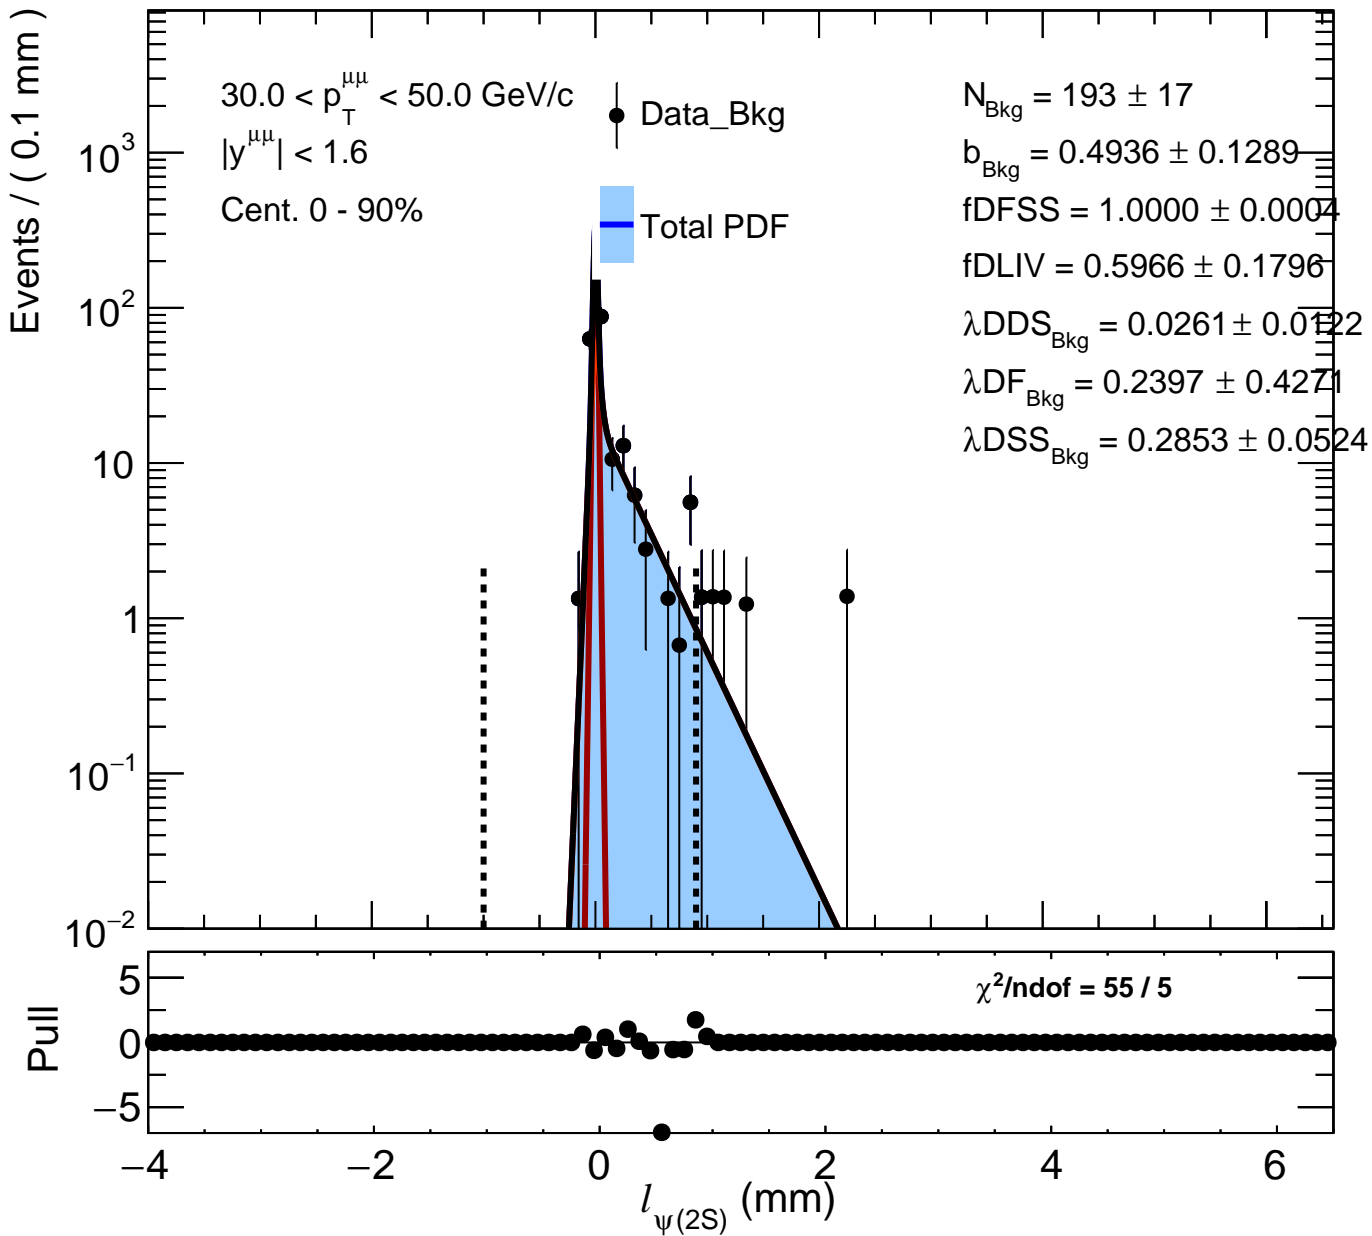 Events / ( 0.1 mm )
10³
10²
10
1
10⁻¹
10⁻²
30.0 < p_T^μμ < 50.0 GeV/c
|y^μμ| < 1.6
Cent. 0 - 90%
Data_Bkg
Total PDF
N_Bkg = 193 ± 17
b_Bkg = 0.4936 ± 0.1289
fDFSS = 1.0000 ± 0.0004
fDLIV = 0.5966 ± 0.1796
λDDS_Bkg = 0.0261 ± 0.0122
λDF_Bkg = 0.2397 ± 0.4271
λDSS_Bkg = 0.2853 ± 0.0524
Pull
5
0
−5
χ²/ndof = 55 / 5
−4 −2 0 2 4 6
l_ψ(2S) (mm)